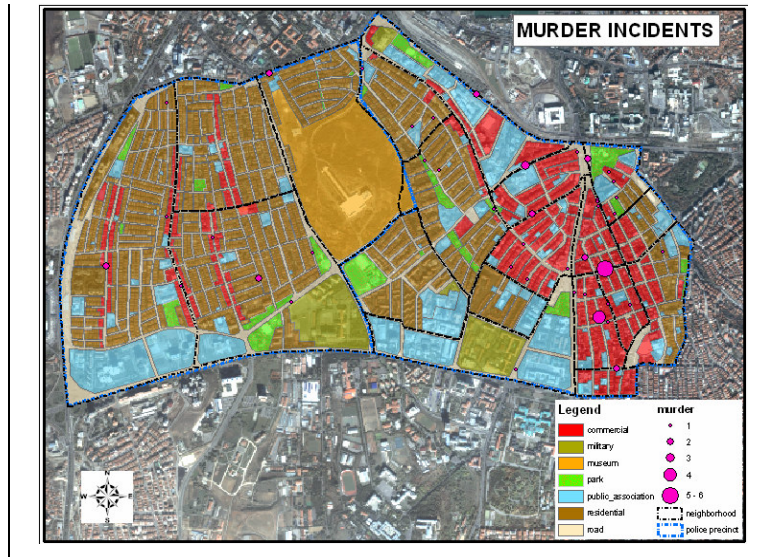 MURDER INCIDENTS
Legend
commercial
military
museum
park
public_association
residential
road
murder
1
2
3
4
5 - 6
neighborhood
police precinct
N
W E
S